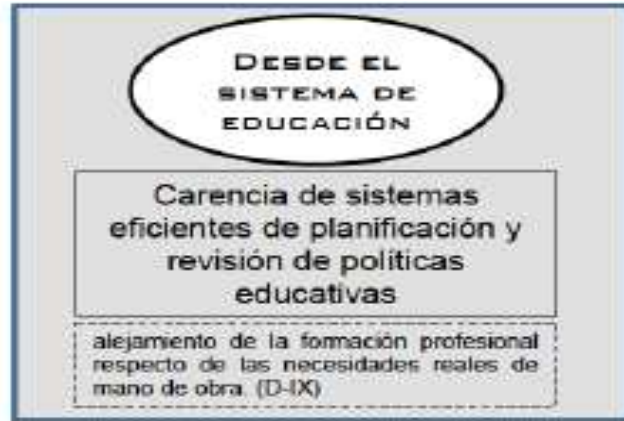 DESDE EL
SISTEMA DE
EDUCACIÓN
Carencia de sistemas
eficientes de planificación y
revisión de políticas
educativas
alejamiento de la formación profesional
respecto de las necesidades reales de
mano de obra. (D-IX)